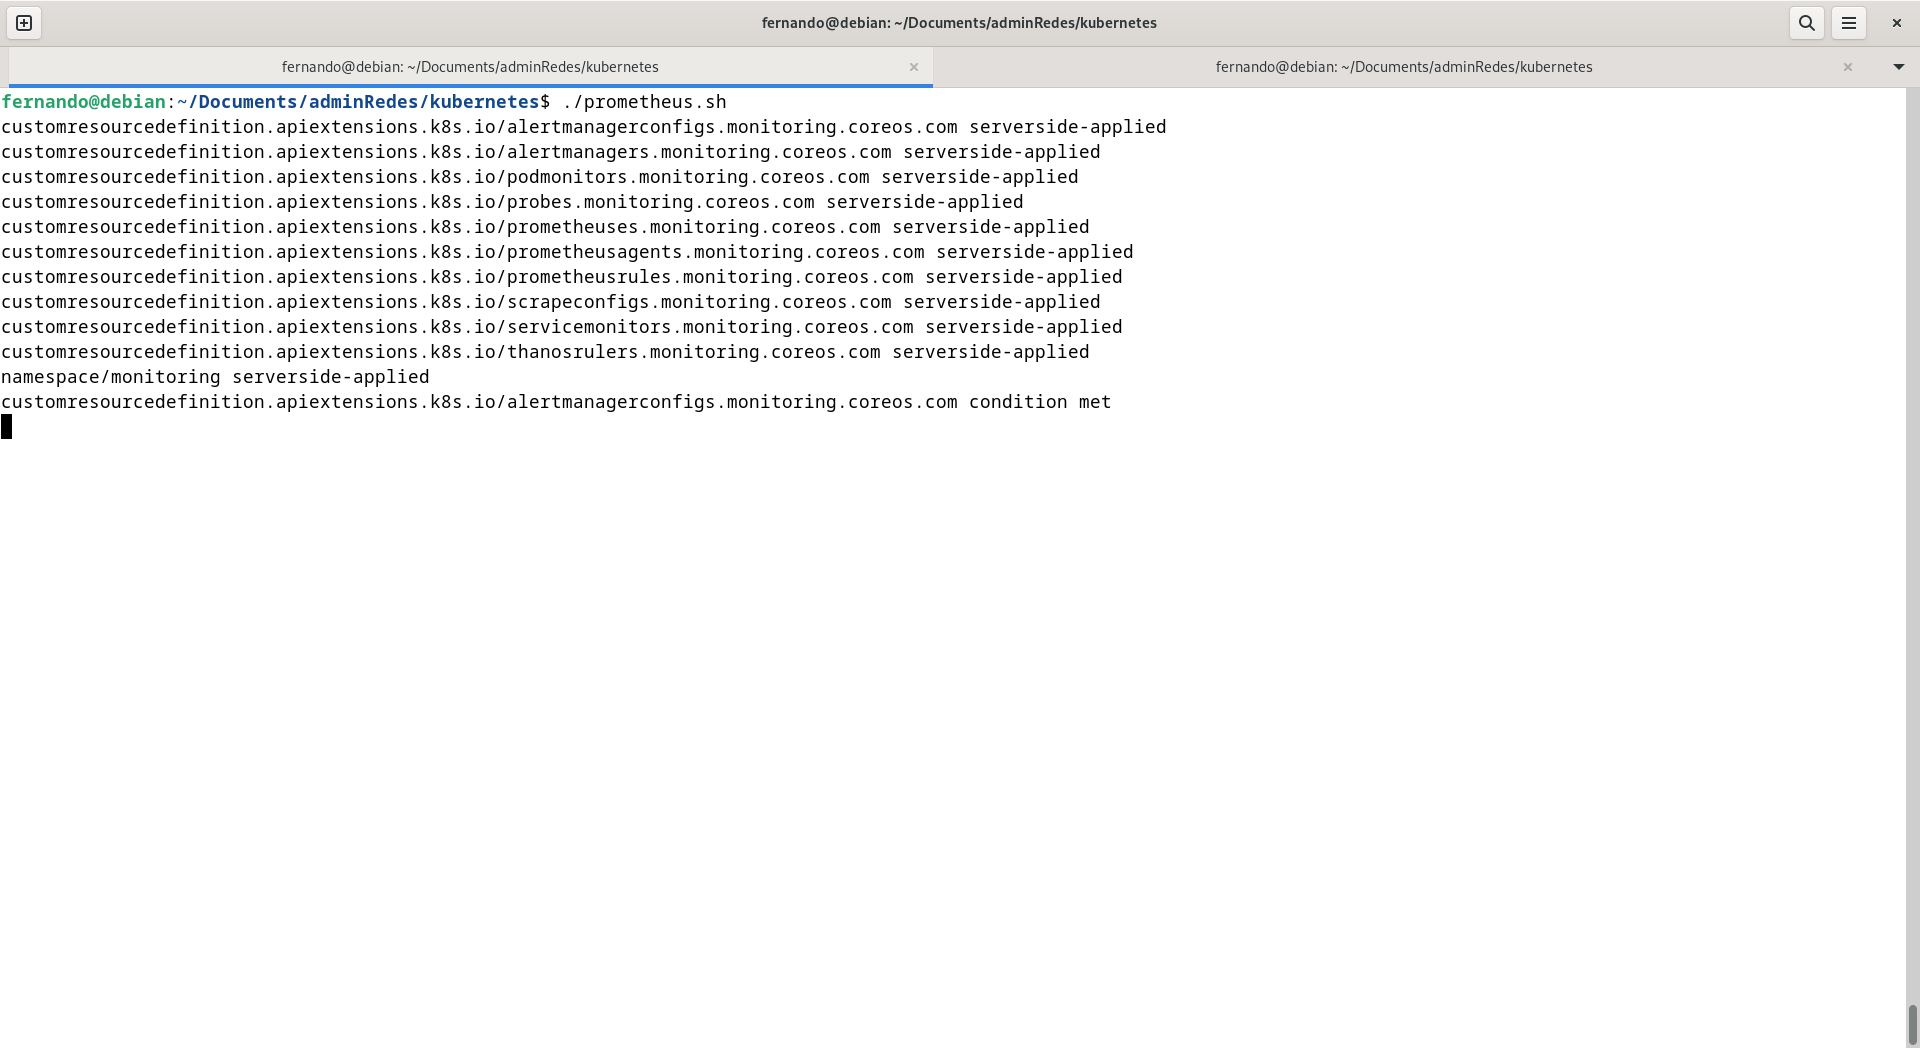 fernando@debian: ~/Documents/adminRedes/kubernetes
fernando@debian: ~/Documents/adminRedes/kubernetes
fernando@debian: ~/Documents/adminRedes/kubernetes
fernando@debian:~/Documents/adminRedes/kubernetes$ ./prometheus.sh
customresourcedefinition.apiextensions.k8s.io/alertmanagerconfigs.monitoring.coreos.com serverside-applied
customresourcedefinition.apiextensions.k8s.io/alertmanagers.monitoring.coreos.com serverside-applied
customresourcedefinition.apiextensions.k8s.io/podmonitors.monitoring.coreos.com serverside-applied
customresourcedefinition.apiextensions.k8s.io/probes.monitoring.coreos.com serverside-applied
customresourcedefinition.apiextensions.k8s.io/prometheuses.monitoring.coreos.com serverside-applied
customresourcedefinition.apiextensions.k8s.io/prometheusagents.monitoring.coreos.com serverside-applied
customresourcedefinition.apiextensions.k8s.io/prometheusrules.monitoring.coreos.com serverside-applied
customresourcedefinition.apiextensions.k8s.io/scrapeconfigs.monitoring.coreos.com serverside-applied
customresourcedefinition.apiextensions.k8s.io/servicemonitors.monitoring.coreos.com serverside-applied
customresourcedefinition.apiextensions.k8s.io/thanosrulers.monitoring.coreos.com serverside-applied
namespace/monitoring serverside-applied
customresourcedefinition.apiextensions.k8s.io/alertmanagerconfigs.monitoring.coreos.com condition met